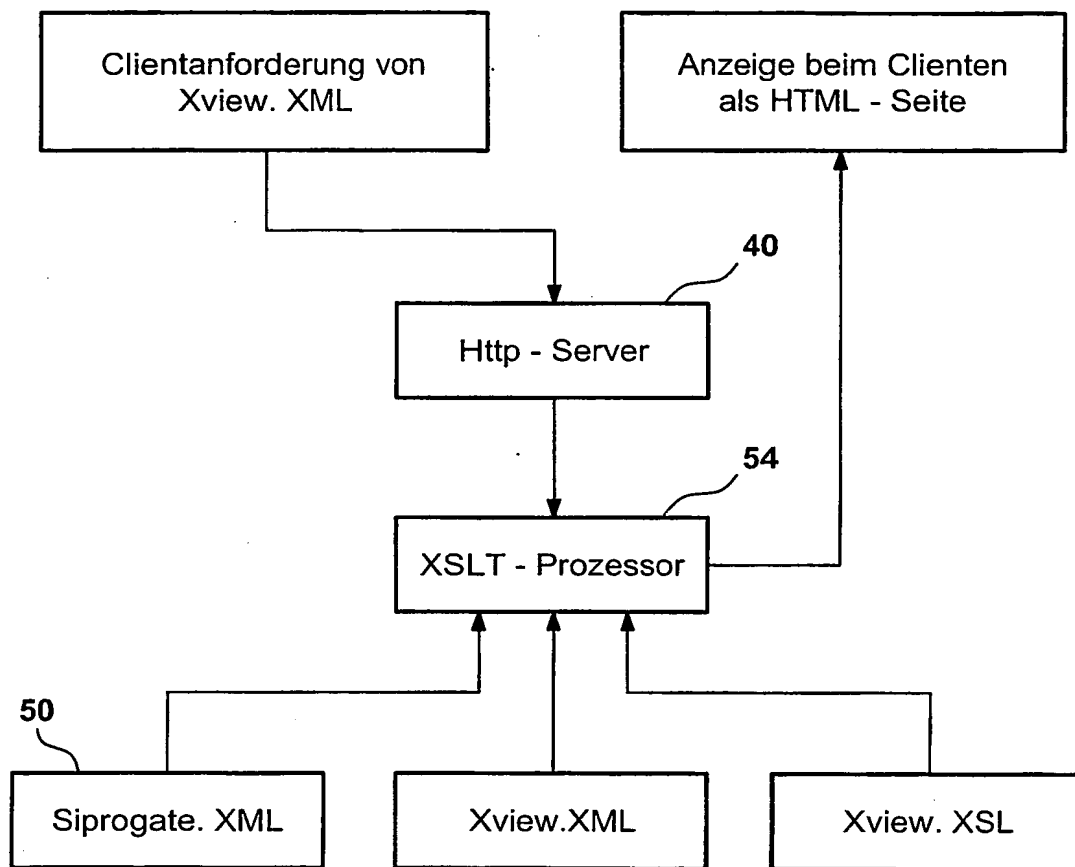 Clientanforderung von
Xview. XML
Anzeige beim Clienten
als HTML - Seite
40
Http - Server
54
XSLT - Prozessor
50
Siprogate. XML
Xview.XML
Xview. XSL